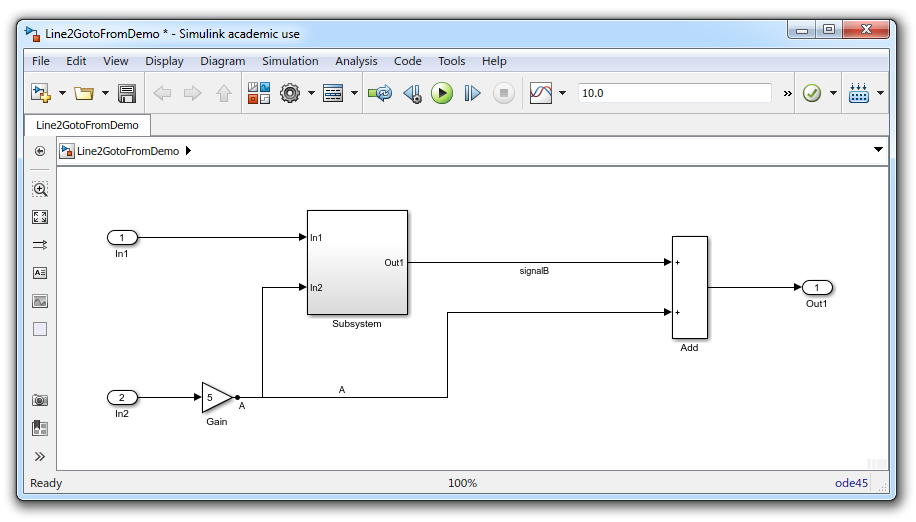 Line2GotoFromDemo * - Simulink academic use
File Edit View Display Diagram Simulation Analysis Code Tools Help
10.0 »
Line2GotoFromDemo
Line2GotoFromDemo
1
In1
In1
Out1
In2
Subsystem
signalB
+
+
Add
1
Out1
2
In2
5
Gain
A
A
Ready 100% ode45